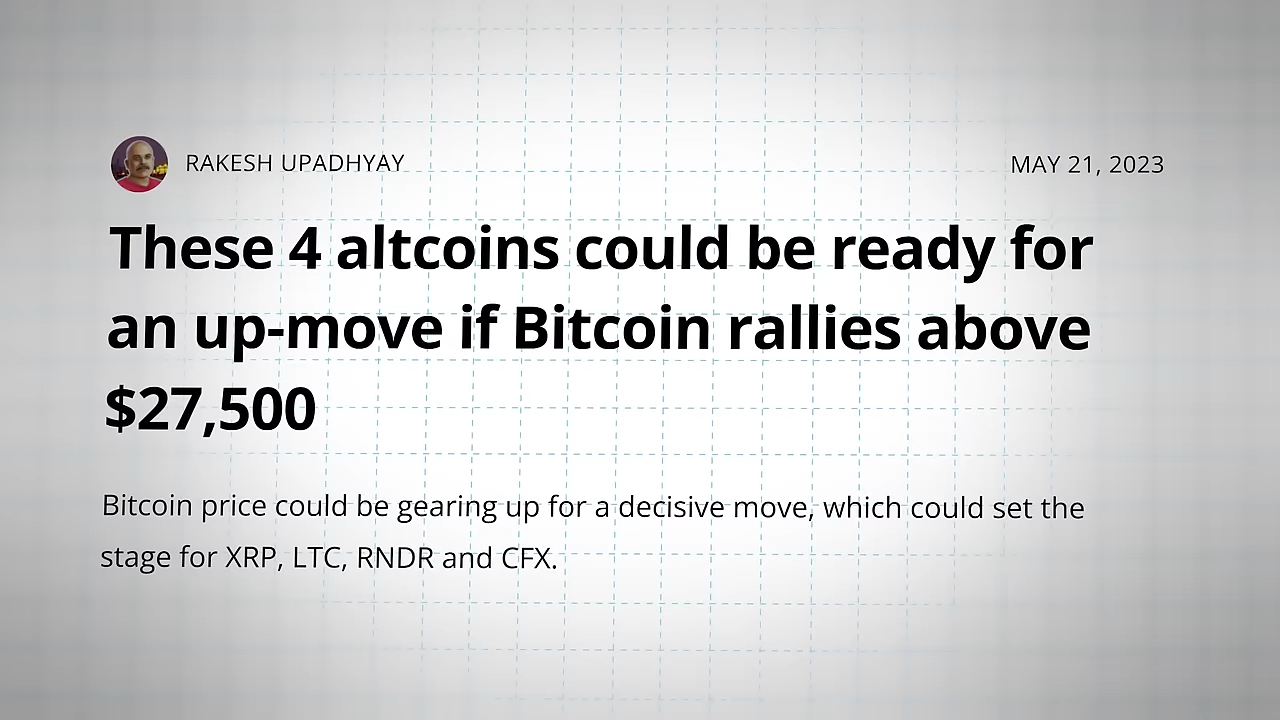 RAKESH UPADHYAY
MAY 21, 2023
These 4 altcoins could be ready for
an up-move if Bitcoin rallies above
$27,500
Bitcoin price could be gearing up for a decisive move, which could set the
stage for XRP, LTC, RNDR and CFX.